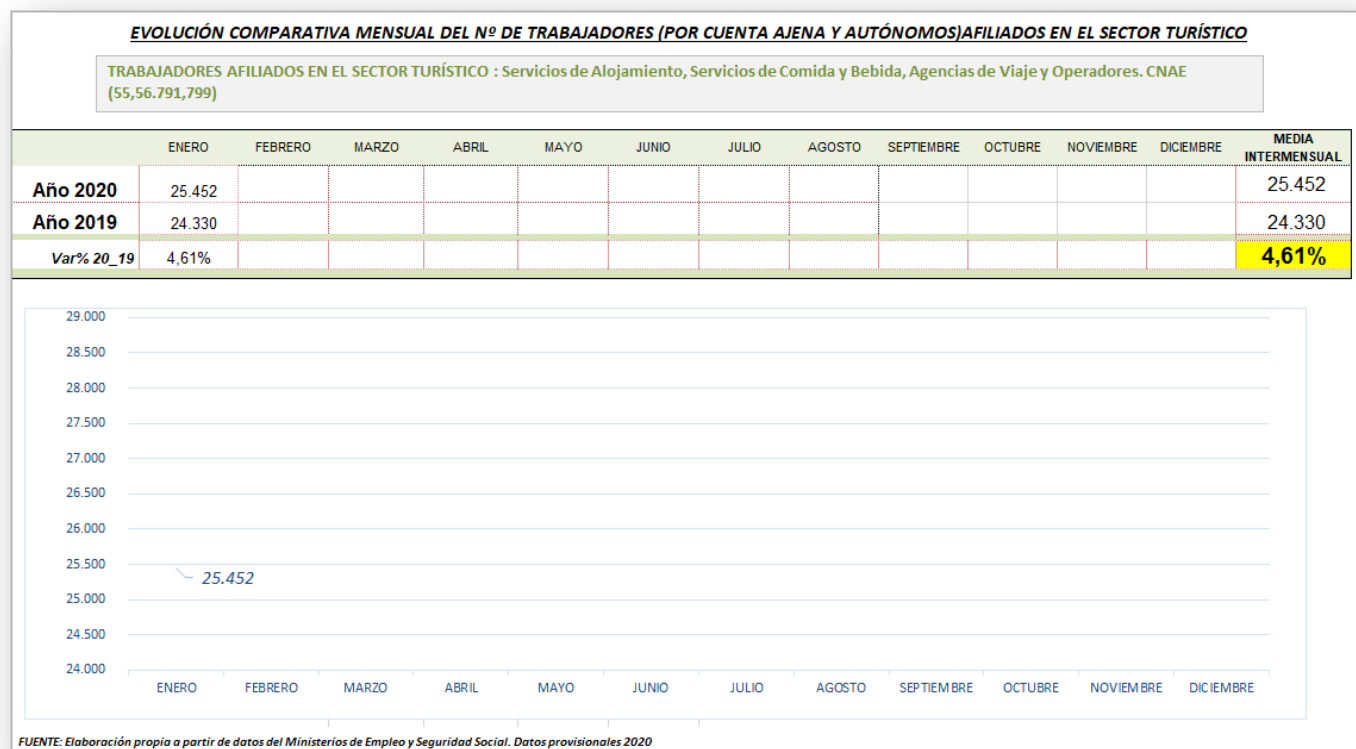 EVOLUCIÓN COMPARATIVA MENSUAL DEL Nº DE TRABAJADORES (POR CUENTA AJENA Y AUTÓNOMOS)AFILIADOS EN EL SECTOR TURÍSTICO
TRABAJADORES AFILIADOS EN EL SECTOR TURÍSTICO : Servicios de Alojamiento, Servicios de Comida y Bebida, Agencias de Viaje y Operadores. CNAE
(55,56.791,799)
ENERO FEBRERO MARZO ABRIL MAYO JUNIO JULIO AGOSTO SEPTIEMBRE OCTUBRE NOVIEMBRE DICIEMBRE MEDIA INTERMENSUAL
Año 2020 25.452 25.452
Año 2019 24.330 24.330
Var% 20_19 4,61% 4,61%
29.000
28.500
28.000
27.500
27.000
26.500
26.000
25.500
25.452
25.000
24.500
24.000
ENERO FEBRERO MARZO ABRIL MAYO JUNIO JULIO AGOSTO SEPTIEMBRE OCTUBRE NOVIEMBRE DICIEMBRE
FUENTE: Elaboración propia a partir de datos del Ministerios de Empleo y Seguridad Social. Datos provisionales 2020